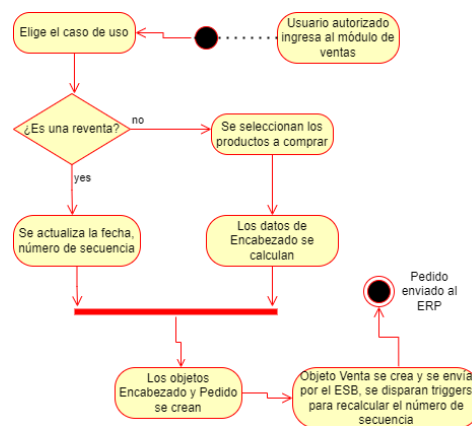 Elige el caso de uso
Usuario autorizado
ingresa al módulo de
ventas
¿Es una reventa?
no
Se seleccionan los
productos a comprar
yes
Se actualiza la fecha,
número de secuencia
Los datos de
Encabezado se
calculan
Pedido
enviado al
ERP
Los objetos
Encabezado y Pedido
se crean
Objeto Venta se crea y se envía
por el ESB, se disparan triggers
para recalcular el número de
secuencia